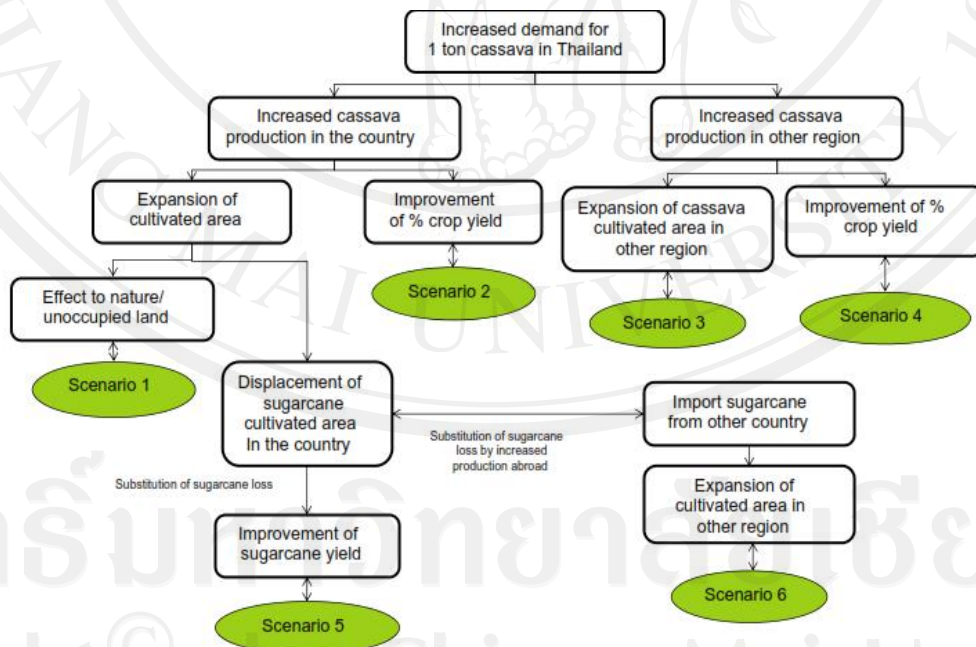 Increased demand for
1 ton cassava in Thailand
Increased cassava
production in the country
Increased cassava
production in other region
Expansion of
cultivated area
Improvement
of % crop yield
Expansion of cassava
cultivated area in
other region
Improvement of %
crop yield
Effect to nature/
unoccupied land
Scenario 2
Scenario 3
Scenario 4
Scenario 1
Displacement of
sugarcane
cultivated area
In the country
Substitution of sugarcane
loss by increased
production abroad
Import sugarcane
from other country
Substitution of sugarcane loss
Expansion of
cultivated area in
other region
Improvement of
sugarcane yield
Scenario 6
Scenario 5
MAI UNIVERSITY